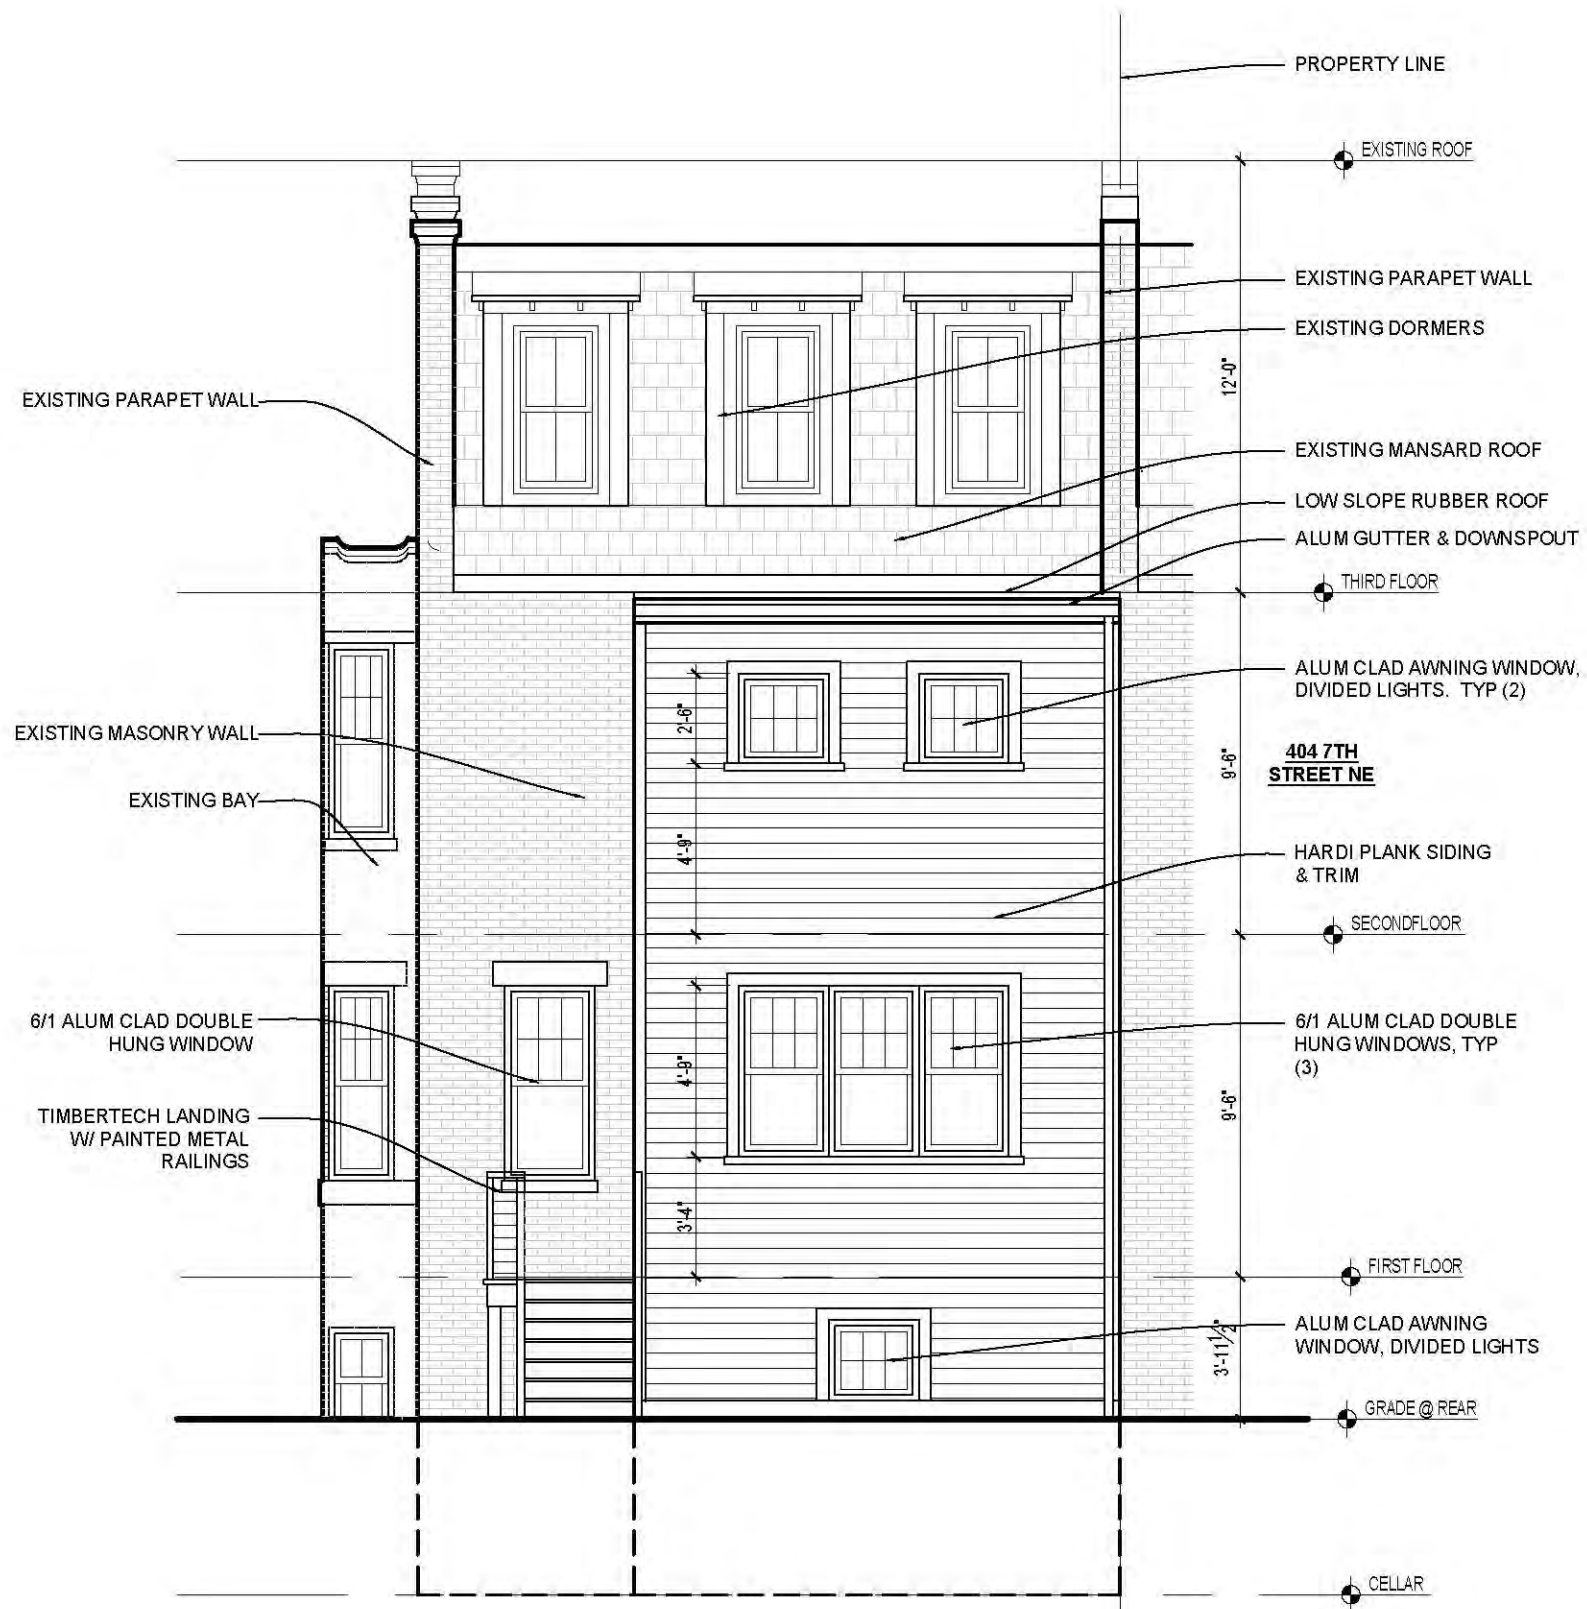 PROPERTY LINE
EXISTING ROOF
EXISTING PARAPET WALL
EXISTING DORMERS
12'-0"
EXISTING PARAPET WALL
EXISTING MANSARD ROOF
LOW SLOPE RUBBER ROOF
ALUM GUTTER & DOWNSPOUT
THIRD FLOOR
ALUM CLAD AWNING WINDOW,
DIVIDED LIGHTS. TYP (2)
2'-6"
EXISTING MASONRY WALL
9'-6"
404 7TH
STREET NE
EXISTING BAY
4'-9"
HARDI PLANK SIDING
& TRIM
SECONDFLOOR
6/1 ALUM CLAD DOUBLE
HUNG WINDOW
4'-9"
6/1 ALUM CLAD DOUBLE
HUNG WINDOWS, TYP
(3)
9'-6"
TIMBERTECH LANDING
W/ PAINTED METAL
RAILINGS
3'-4"
FIRST FLOOR
3'-11 1/2"
ALUM CLAD AWNING
WINDOW, DIVIDED LIGHTS
GRADE @ REAR
CELLAR